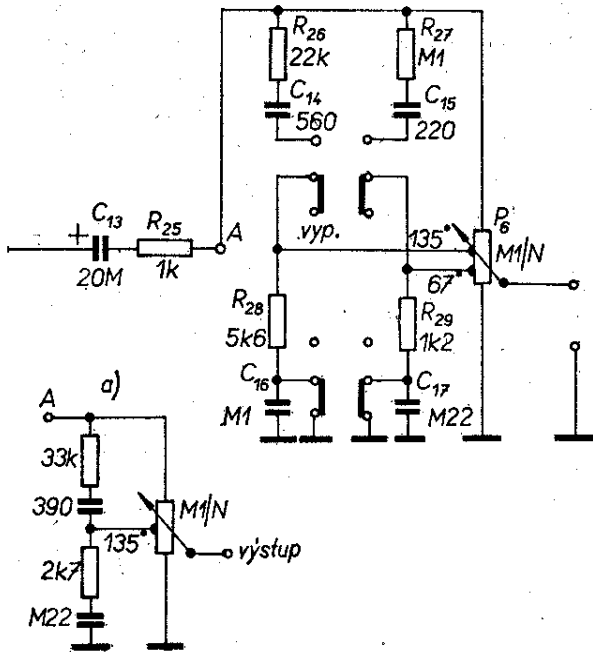 R26
22k
R27
M1
C14
560
C15
220
+
C13
20M
R25
1k
A
vyp.
135°
67°
P6
M1/N
R28
5k6
R29
1k2
C16
M1
C17
M22
a)
A
33k
390
135°
M1/N
2k7
M22
výstup